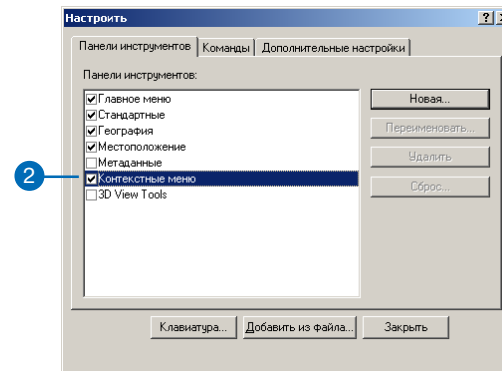 Настроить
Панели инструментов Команды Дополнительные настройки
Панели инструментов:
Главное меню
Стандартные
География
Местоположение
Метаданные
Контекстные меню
3D View Tools
Новая...
Переименовать...
Удалить
Сброс...
2
Клавиатура... Добавить из файла... Закрыть